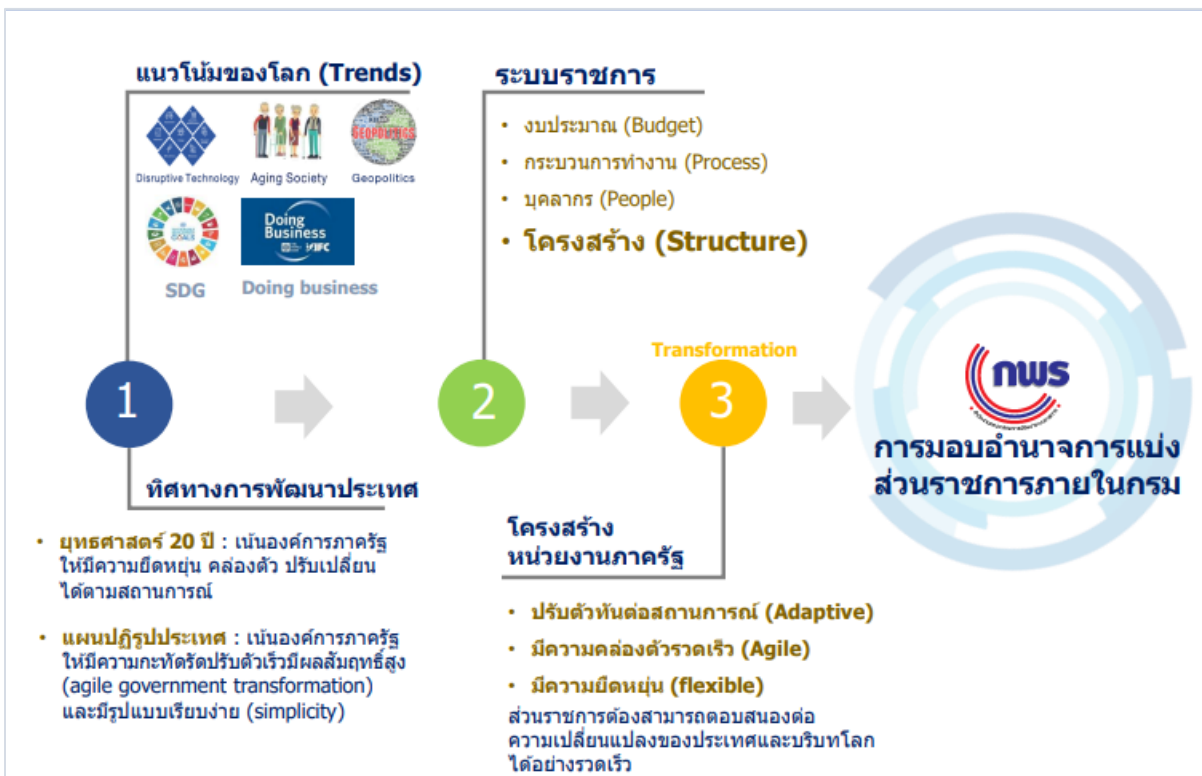 แนวโน้มของโลก (Trends)
Disruptive Technology
Aging Society
GEOPOLITICS
Geopolitics
GOALS
Doing
Business
IFC
SDG
Doing business
1
ทิศทางการพัฒนาประเทศ
• ยุทธศาสตร์ 20 ปี : เน้นองค์การภาครัฐ
ให้มีความยืดหยุ่น คล่องตัว ปรับเปลี่ยน
ได้ตามสถานการณ์
• แผนปฏิรูปประเทศ : เน้นองค์การภาครัฐ
ให้มีความกะทัดรัดปรับตัวเร็วมีผลสัมฤทธิ์สูง
(agile government transformation)
และมีรูปแบบเรียบง่าย (simplicity)
ระบบราชการ
• งบประมาณ (Budget)
• กระบวนการทำงาน (Process)
• บุคลากร (People)
• โครงสร้าง (Structure)
2
Transformation
3
โครงสร้าง
หน่วยงานภาครัฐ
• ปรับตัวทันต่อสถานการณ์ (Adaptive)
• มีความคล่องตัวรวดเร็ว (Agile)
• มีความยืดหยุ่น (flexible)
ส่วนราชการต้องสามารถตอบสนองต่อ
ความเปลี่ยนแปลงของประเทศและบริบทโลก
ได้อย่างรวดเร็ว
กพร
การมอบอำนาจการแบ่ง
ส่วนราชการภายในกรม